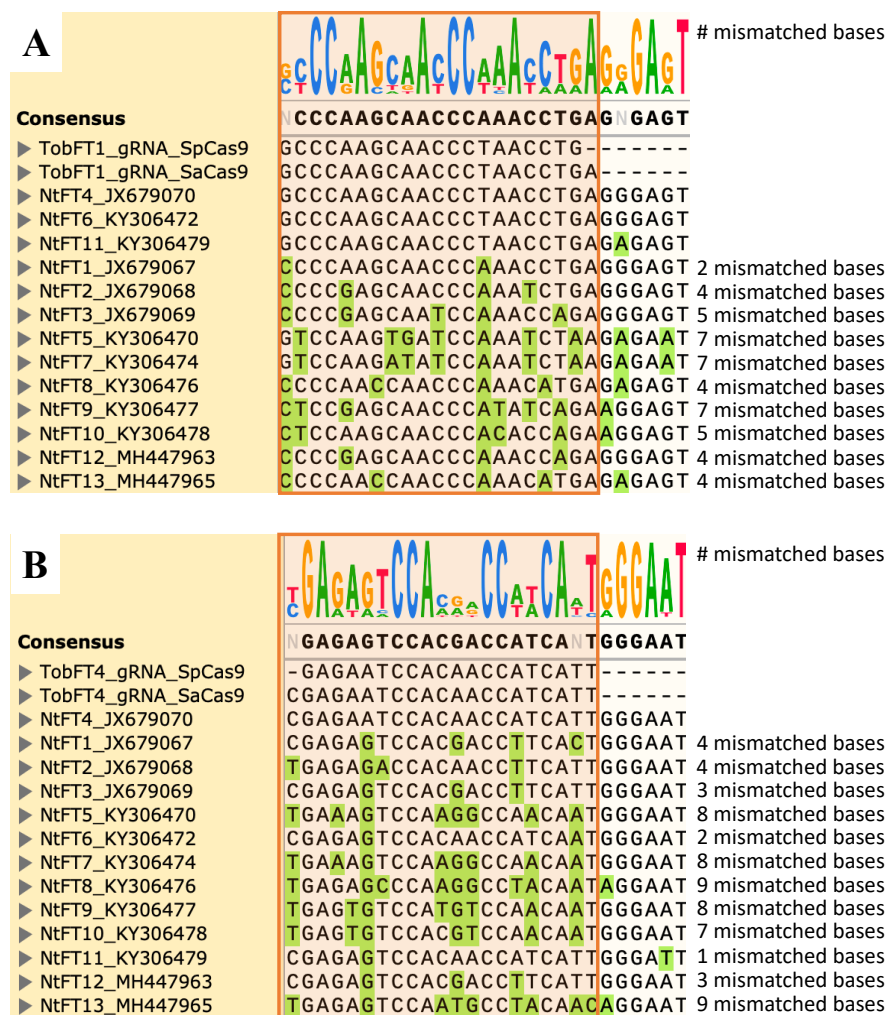 A
# mismatched bases
Consensus NCCCAAGCAACCCAAACCTGAGNGAGT
TobFT1_gRNA_SpCas9 GCCCAAGCAACCCTAACCTG-------
TobFT1_gRNA_SaCas9 GCCCAAGCAACCCTAACCTGA------
NtFT4_JX679070 GCCCAAGCAACCCTAACCTGAGGGAGT
NtFT6_KY306472 GCCCAAGCAACCCTAACCTGAGGGAGT
NtFT11_KY306479 GCCCAAGCAACCCTAACCTGAGAGAGT
NtFT1_JX679067 CCCCAAGCAACCCAAACCTGAGGGAGT 2 mismatched bases
NtFT2_JX679068 CCCCGAGCAACCCAAATCTGAGGGAGT 4 mismatched bases
NtFT3_JX679069 CCCCGAGCAATCCAAACCAGAGGGAGT 5 mismatched bases
NtFT5_KY306470 GTCCAAGTGATCCAAATCTAAGAGAAT 7 mismatched bases
NtFT7_KY306474 GTCCAAGATATCCAAATCTAAGAGAAT 7 mismatched bases
NtFT8_KY306476 CCCCAACCAACCCAAACATGAGAGAGT 4 mismatched bases
NtFT9_KY306477 CTCCGAGCAACCCATATCAGAAGGAGT 7 mismatched bases
NtFT10_KY306478 CTCCAAGCAACCCACACCAGAAGGAGT 5 mismatched bases
NtFT12_MH447963 CCCCGAGCAACCCAAACCAGAGGGAGT 4 mismatched bases
NtFT13_MH447965 CCCCAACCAACCCAAACATGAGAGAGT 4 mismatched bases
B
# mismatched bases
Consensus NGAGAGTCCACGACCATCANTGGGAAT
TobFT4_gRNA_SpCas9 -GAGAATCCACAACCATCATT------
TobFT4_gRNA_SaCas9 CGAGAATCCACAACCATCATT------
NtFT4_JX679070 CGAGAATCCACAACCATCATTGGGAAT
NtFT1_JX679067 CGAGAGTCCACGACCTTCACTGGGAAT 4 mismatched bases
NtFT2_JX679068 TGAGAGACCACAACCTTCATTGGGAAT 4 mismatched bases
NtFT3_JX679069 CGAGAGTCCACGACCTTCATTGGGAAT 3 mismatched bases
NtFT5_KY306470 TGAAAGTCCAAGGCCAACAATGGGAAT 8 mismatched bases
NtFT6_KY306472 CGAGAGTCCACAACCATCAATGGGAAT 2 mismatched bases
NtFT7_KY306474 TGAAAGTCCAAGGCCAACAATGGGAAT 8 mismatched bases
NtFT8_KY306476 TGAGAGCCCAAGGCCTACAATAGGAAT 9 mismatched bases
NtFT9_KY306477 TGAGTGTCCATGTCCAACAATGGGAAT 8 mismatched bases
NtFT10_KY306478 TGAGTGTCCACGTCCAACAATGGGAAT 7 mismatched bases
NtFT11_KY306479 CGAGAGTCCACAACCATCATTGGGATT 1 mismatched bases
NtFT12_MH447963 CGAGAGTCCACGACCTTCATTGGGAAT 3 mismatched bases
NtFT13_MH447965 TGAGAGTCCAATGCCTACAACAGGAAT 9 mismatched bases